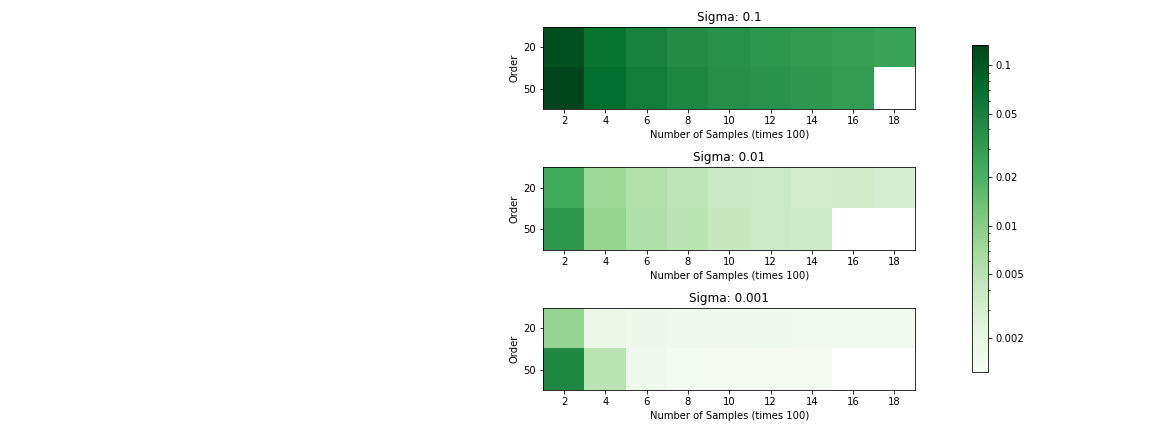 Sigma: 0.1
Order
20
50
2 4 6 8 10 12 14 16 18
Number of Samples (times 100)
Sigma: 0.01
Order
20
50
2 4 6 8 10 12 14 16 18
Number of Samples (times 100)
Sigma: 0.001
Order
20
50
2 4 6 8 10 12 14 16 18
Number of Samples (times 100)
0.1
0.05
0.02
0.01
0.005
0.002